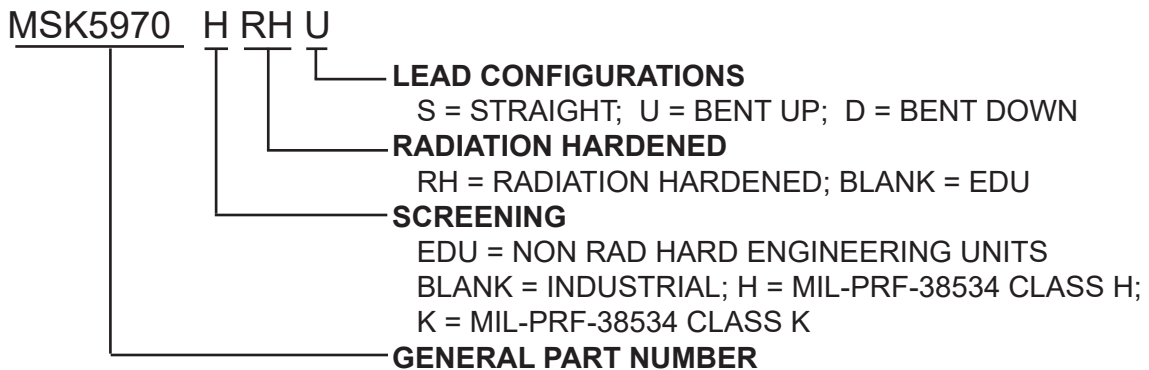 MSK5970 H RH U
LEAD CONFIGURATIONS
S = STRAIGHT; U = BENT UP; D = BENT DOWN
RADIATION HARDENED
RH = RADIATION HARDENED; BLANK = EDU
SCREENING
EDU = NON RAD HARD ENGINEERING UNITS
BLANK = INDUSTRIAL; H = MIL-PRF-38534 CLASS H;
K = MIL-PRF-38534 CLASS K
GENERAL PART NUMBER